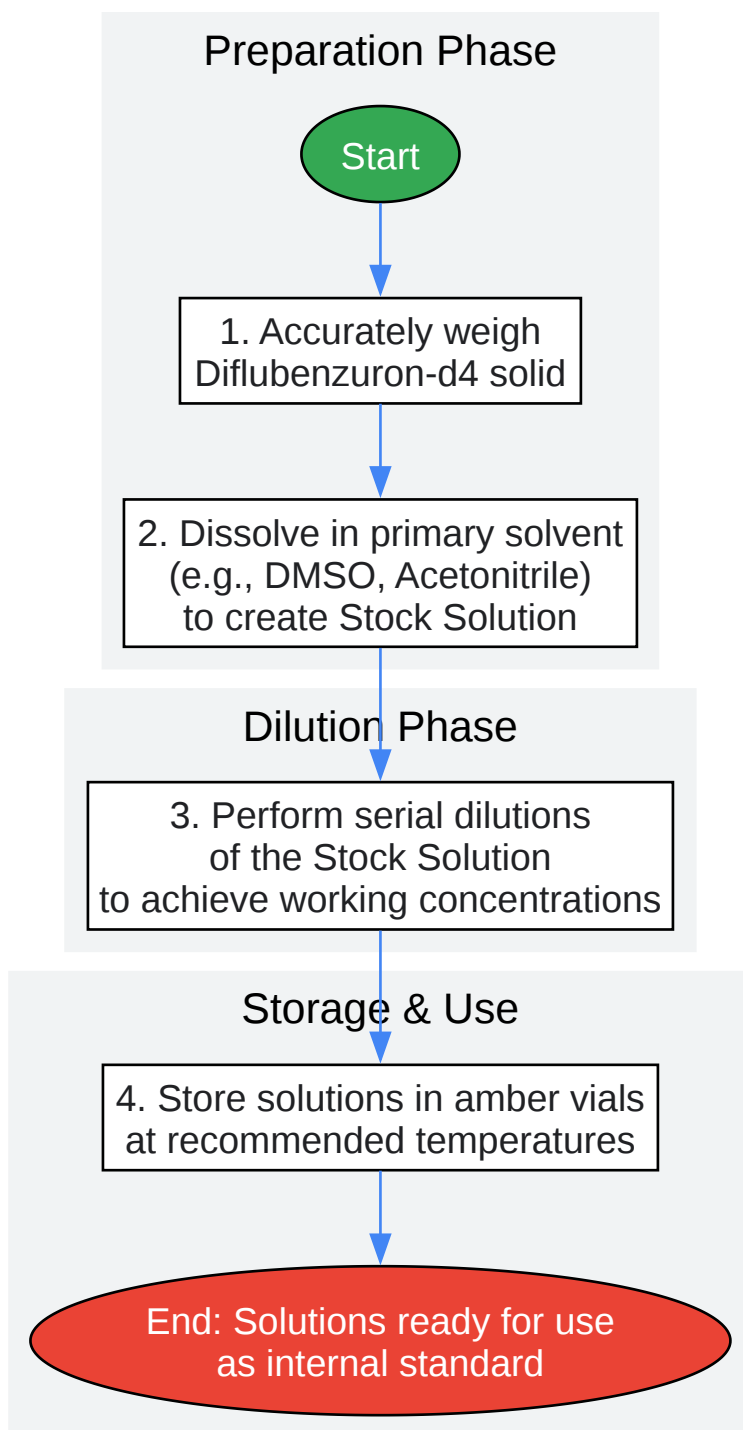 Preparation Phase
Start
1. Accurately weigh
Diflubenzuron-d4 solid
2. Dissolve in primary solvent
(e.g., DMSO, Acetonitrile)
to create Stock Solution
Dilution Phase
3. Perform serial dilutions
of the Stock Solution
to achieve working concentrations
Storage & Use
4. Store solutions in amber vials
at recommended temperatures
End: Solutions ready for use
as internal standard